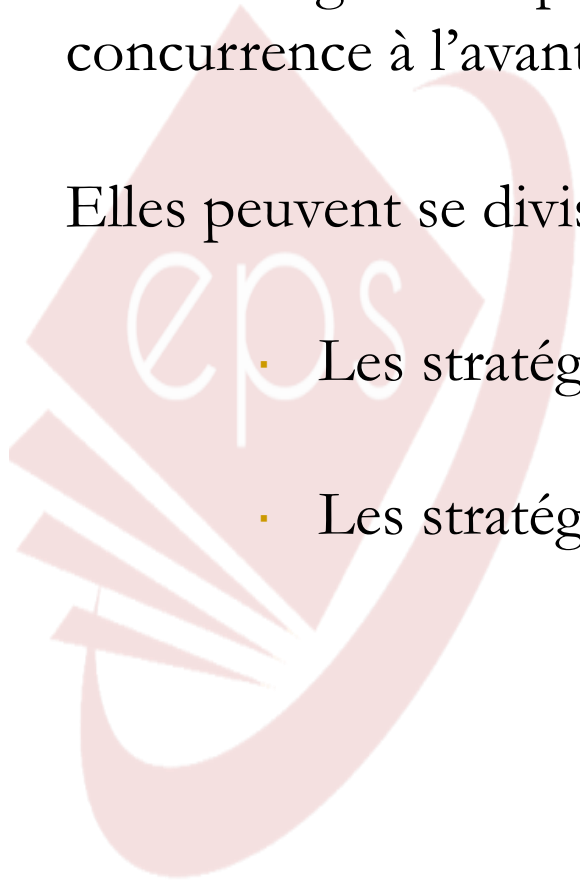 concurrence à l’avant
Elles peuvent se divis
eps
· Les stratég
· Les stratég